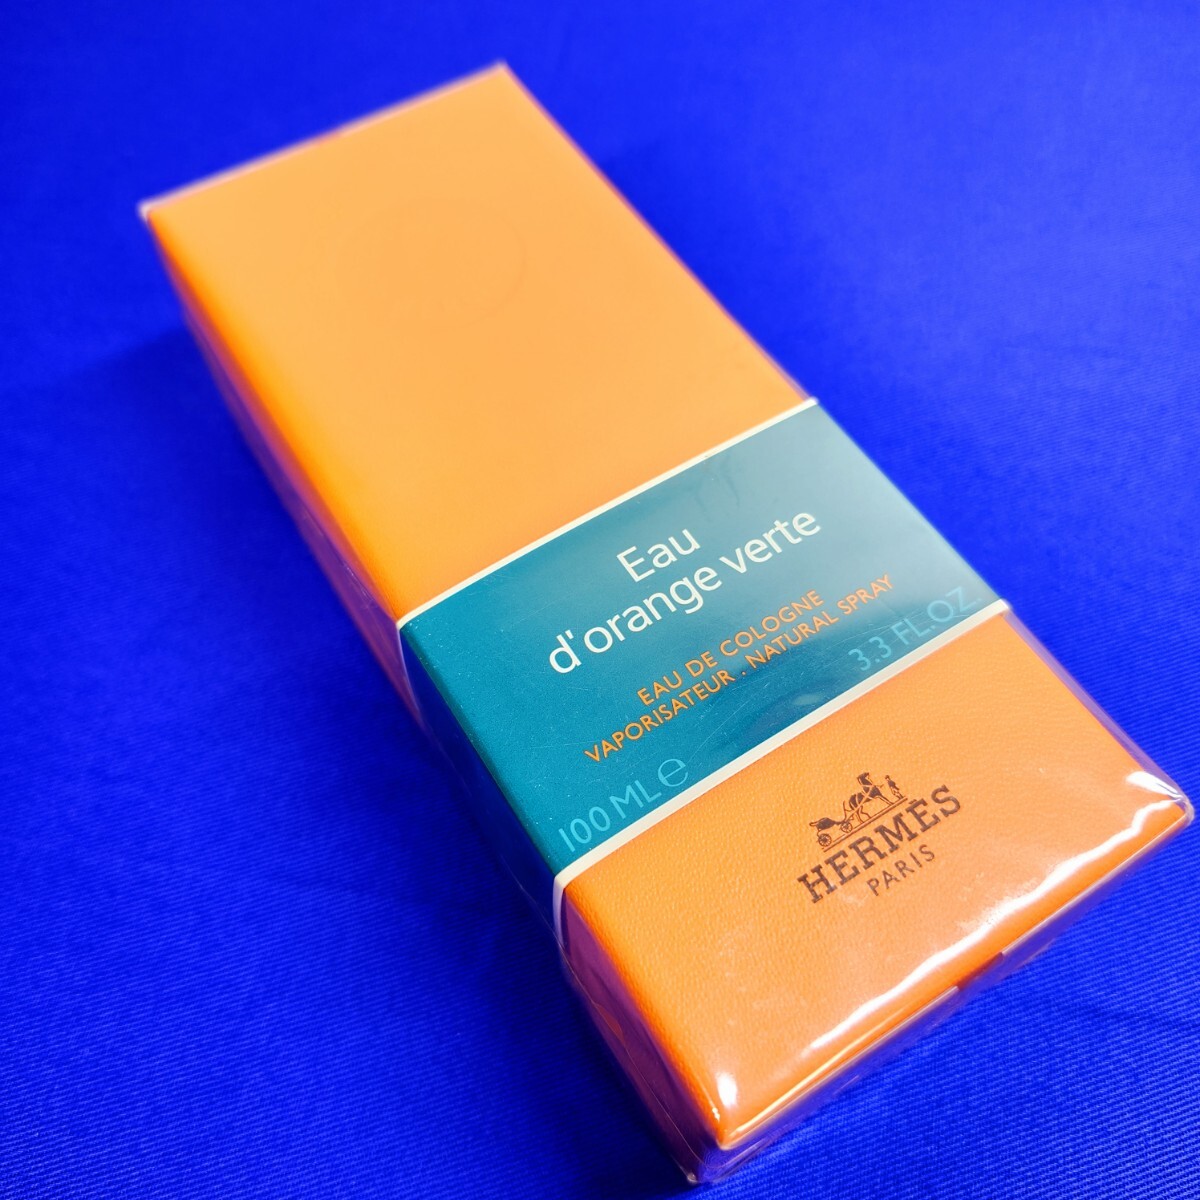 Eau
d'orange verte
EAU DE COLOGNE
VAPORISATEUR . NATURAL SPRAY
100 ML ℮ 3.3 FL.OZ.
HERMÈS
PARIS